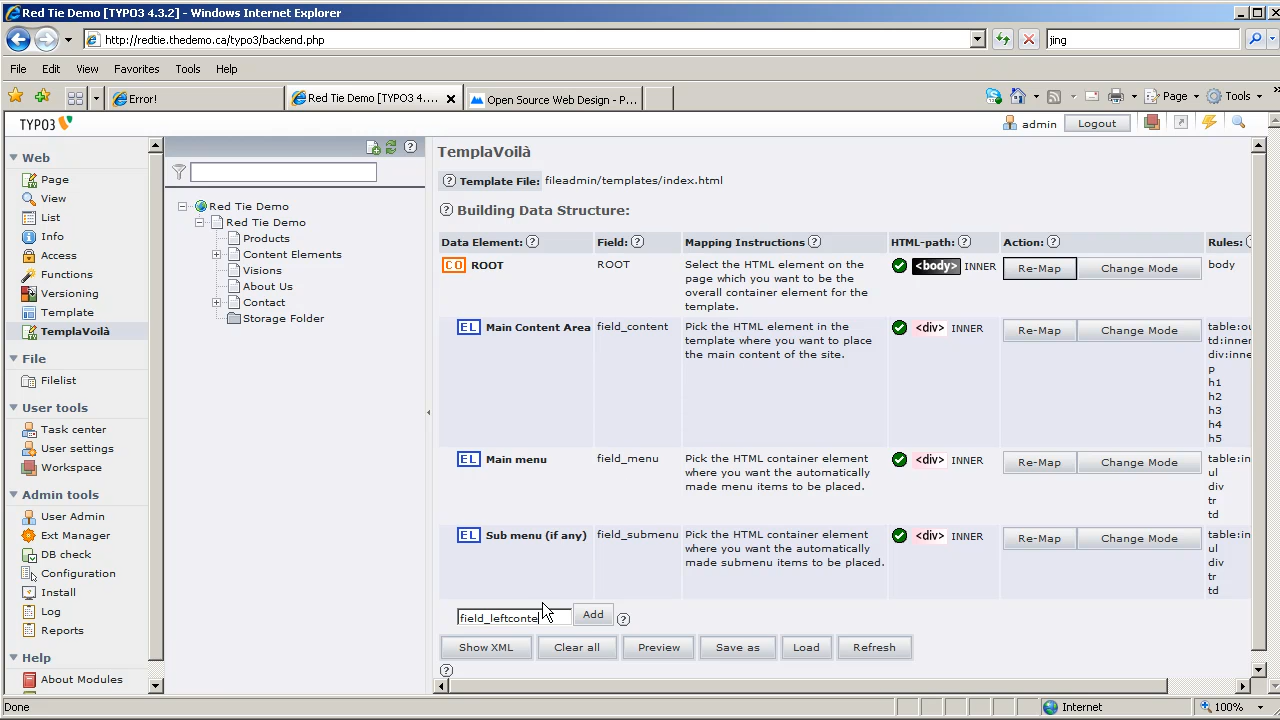 Red Tie Demo [TYPO3 4.3.2] - Windows Internet Explorer
http://redtie.thedemo.ca/typo3/backend.php
jing
File Edit View Favorites Tools Help
Error!
Red Tie Demo [TYPO3 4....
Open Source Web Design - P...
Page
Tools
TYPO3
admin
Logout
Web
Page
View
List
Info
Access
Functions
Versioning
Template
TemplaVoilà
File
Filelist
User tools
Task center
User settings
Workspace
Admin tools
User Admin
Ext Manager
DB check
Configuration
Install
Log
Reports
Help
About Modules
Red Tie Demo
Red Tie Demo
Products
Content Elements
Visions
About Us
Contact
Storage Folder
TemplaVoilà
Template File: fileadmin/templates/index.html
Building Data Structure:
Data Element: Field: Mapping Instructions HTML-path: Action: Rules:
CO ROOT ROOT Select the HTML element on the <body> INNER Re-Map Change Mode body
page which you want to be the
overall container element for the
template.
EL Main Content Area field_content Pick the HTML element in the <div> INNER Re-Map Change Mode table:ou
template where you want to place td:inner
the main content of the site. div:inner
p
h1
h2
h3
h4
h5
EL Main menu field_menu Pick the HTML container element <div> INNER Re-Map Change Mode table:in
where you want the automatically ul
made menu items to be placed. div
tr
td
EL Sub menu (if any) field_submenu Pick the HTML container element <div> INNER Re-Map Change Mode table:in
where you want the automatically ul
made submenu items to be placed. div
tr
td
field_leftconte Add
Show XML Clear all Preview Save as Load Refresh
Done
Internet
100%